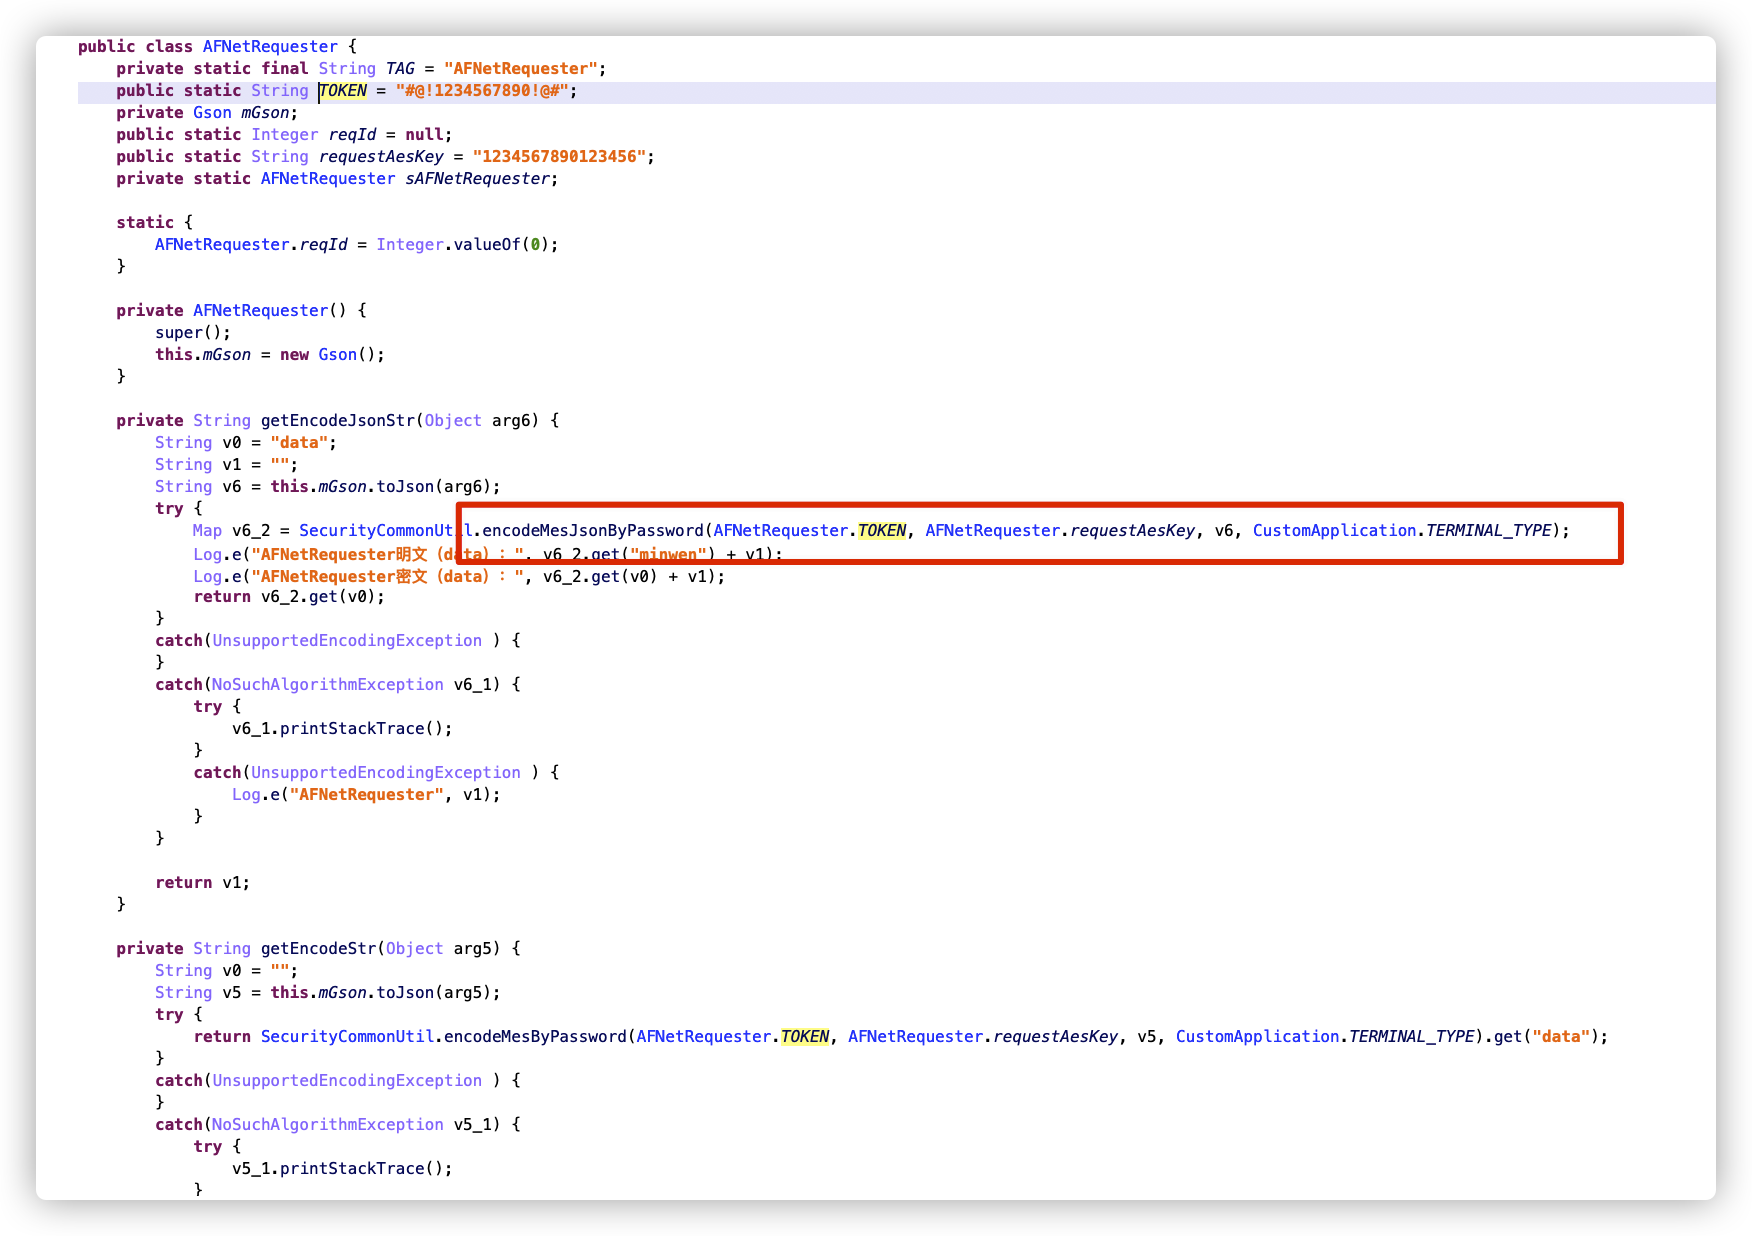 public class AFNetRequester {
private static final String TAG = "AFNetRequester";
public static String TOKEN = "#@!1234567890!@#";
private Gson mGson;
public static Integer reqId = null;
public static String requestAesKey = "1234567890123456";
private static AFNetRequester sAFNetRequester;
static {
AFNetRequester.reqId = Integer.valueOf(0);
}
private AFNetRequester() {
super();
this.mGson = new Gson();
}
private String getEncodeJsonStr(Object arg6) {
String v0 = "data";
String v1 = "";
String v6 = this.mGson.toJson(arg6);
try {
Map v6_2 = SecurityCommonUtil.encodeMesJsonByPassword(AFNetRequester.TOKEN, AFNetRequester.requestAesKey, v6, CustomApplication.TERMINAL_TYPE);
Log.e("AFNetRequester明文（data）：", v6_2.get("minwen") + v1);
Log.e("AFNetRequester密文（data）：", v6_2.get(v0) + v1);
return v6_2.get(v0);
}
catch(UnsupportedEncodingException ) {
}
catch(NoSuchAlgorithmException v6_1) {
try {
v6_1.printStackTrace();
}
catch(UnsupportedEncodingException ) {
Log.e("AFNetRequester", v1);
}
}
return v1;
}
private String getEncodeStr(Object arg5) {
String v0 = "";
String v5 = this.mGson.toJson(arg5);
try {
return SecurityCommonUtil.encodeMesByPassword(AFNetRequester.TOKEN, AFNetRequester.requestAesKey, v5, CustomApplication.TERMINAL_TYPE).get("data");
}
catch(UnsupportedEncodingException ) {
}
catch(NoSuchAlgorithmException v5_1) {
try {
v5_1.printStackTrace();
}